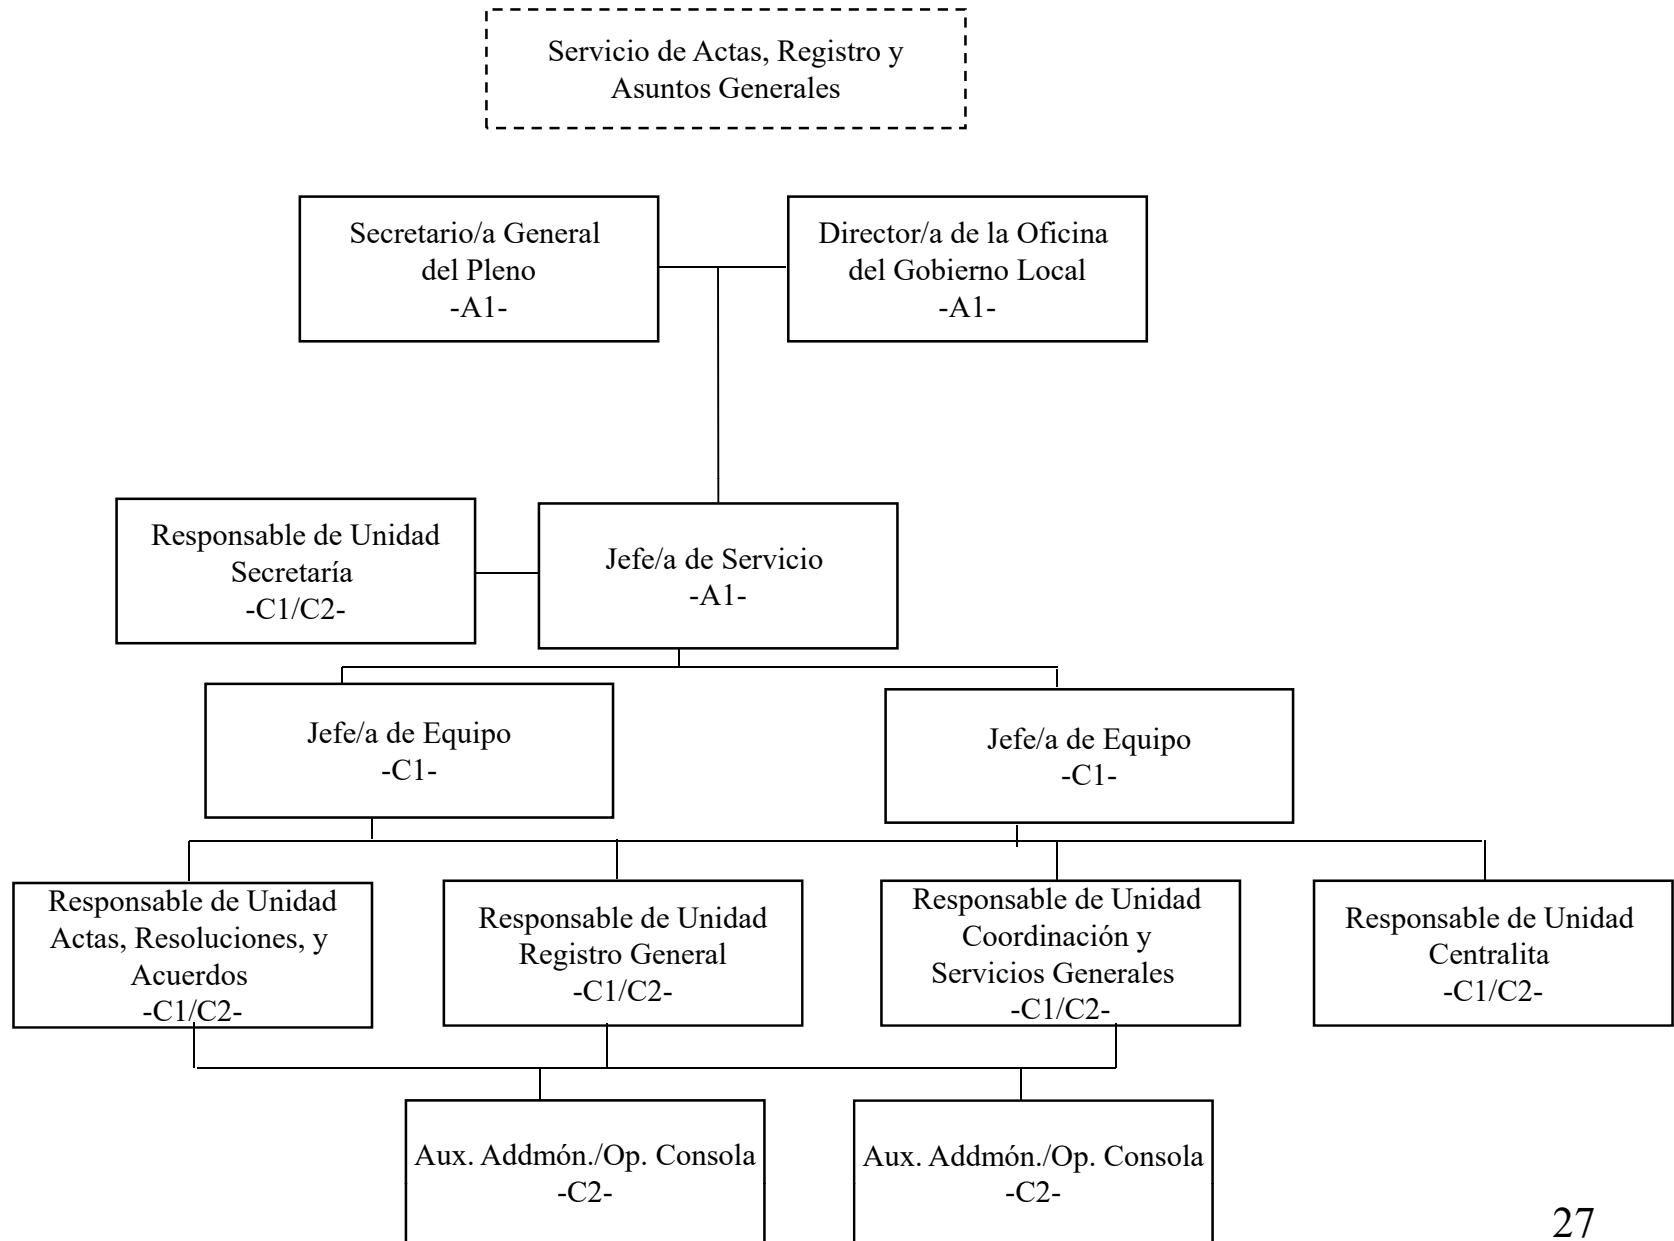 Servicio de Actas, Registro y
Asuntos Generales
Secretario/a General
del Pleno
-A1-
Director/a de la Oficina
del Gobierno Local
-A1-
Responsable de Unidad
Secretaría
-C1/C2-
Jefe/a de Servicio
-A1-
Jefe/a de Equipo
-C1-
Jefe/a de Equipo
-C1-
Responsable de Unidad
Actas, Resoluciones, y
Acuerdos
-C1/C2-
Responsable de Unidad
Registro General
-C1/C2-
Responsable de Unidad
Coordinación y
Servicios Generales
-C1/C2-
Responsable de Unidad
Centralita
-C1/C2-
Aux. Addmón./Op. Consola
-C2-
Aux. Addmón./Op. Consola
-C2-
27